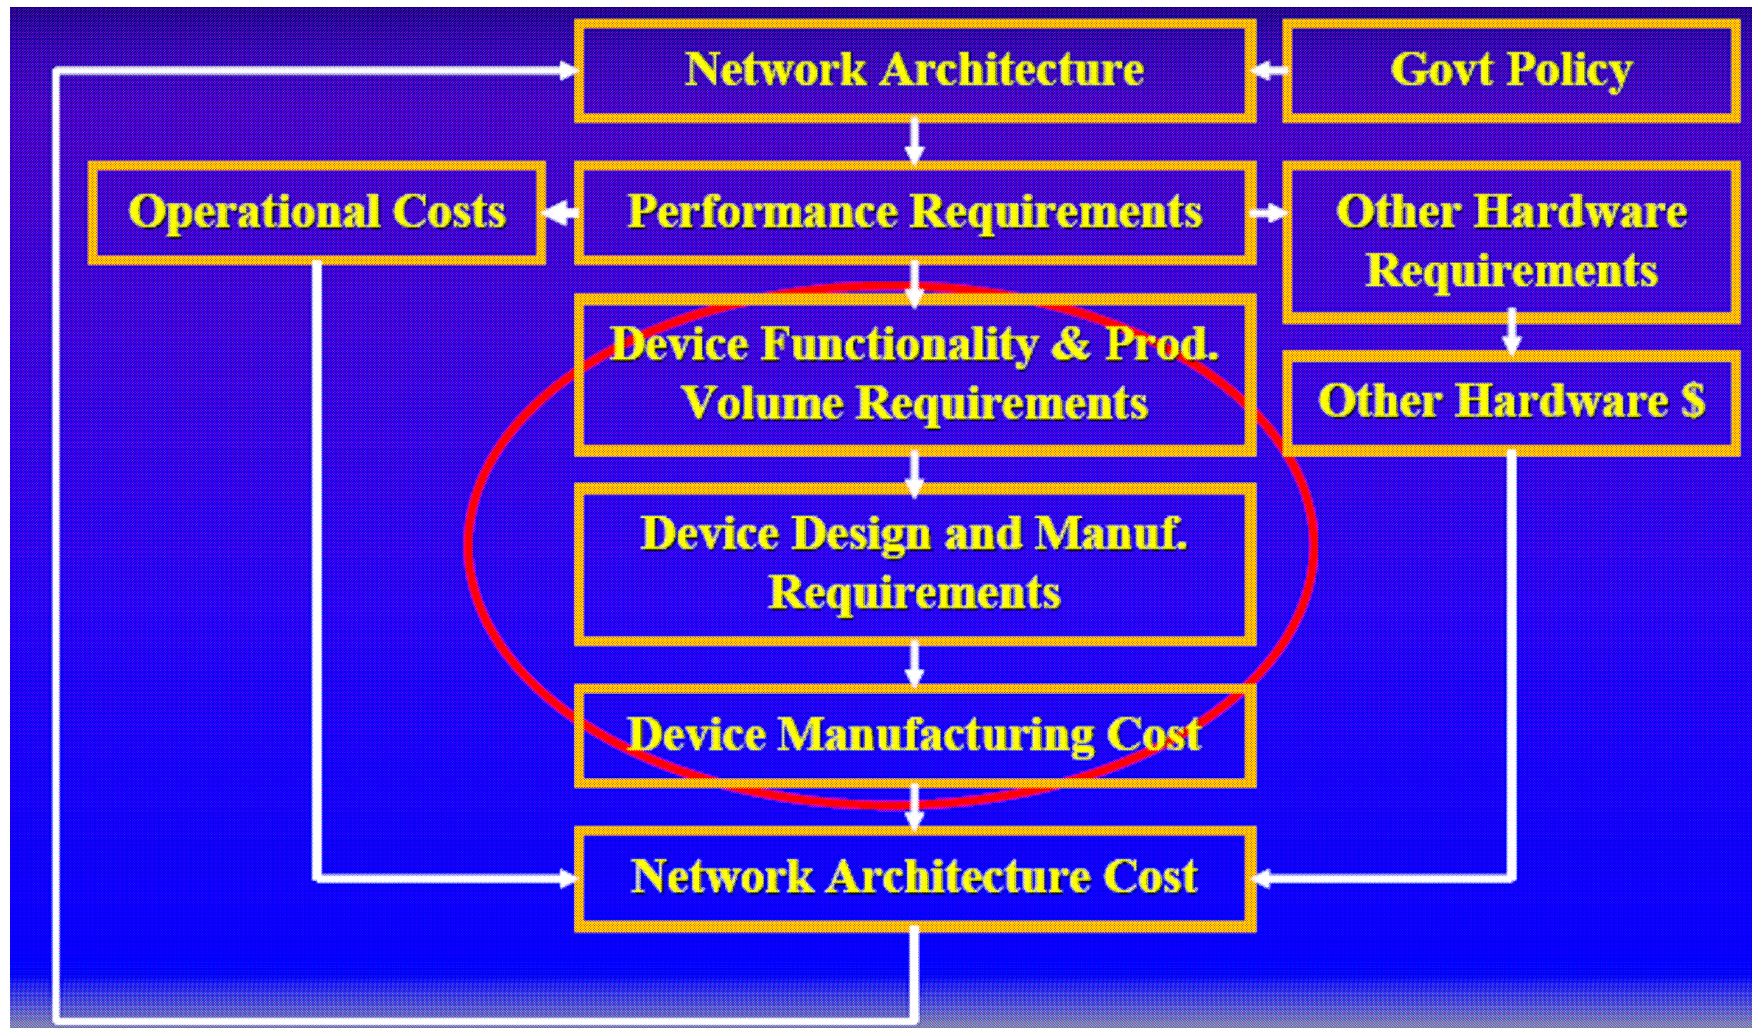 Network Architecture
Govt Policy
Operational Costs
Performance Requirements
Other Hardware
Requirements
Device Functionality & Prod.
Volume Requirements
Other Hardware $
Device Design and Manuf.
Requirements
Device Manufacturing Cost
Network Architecture Cost